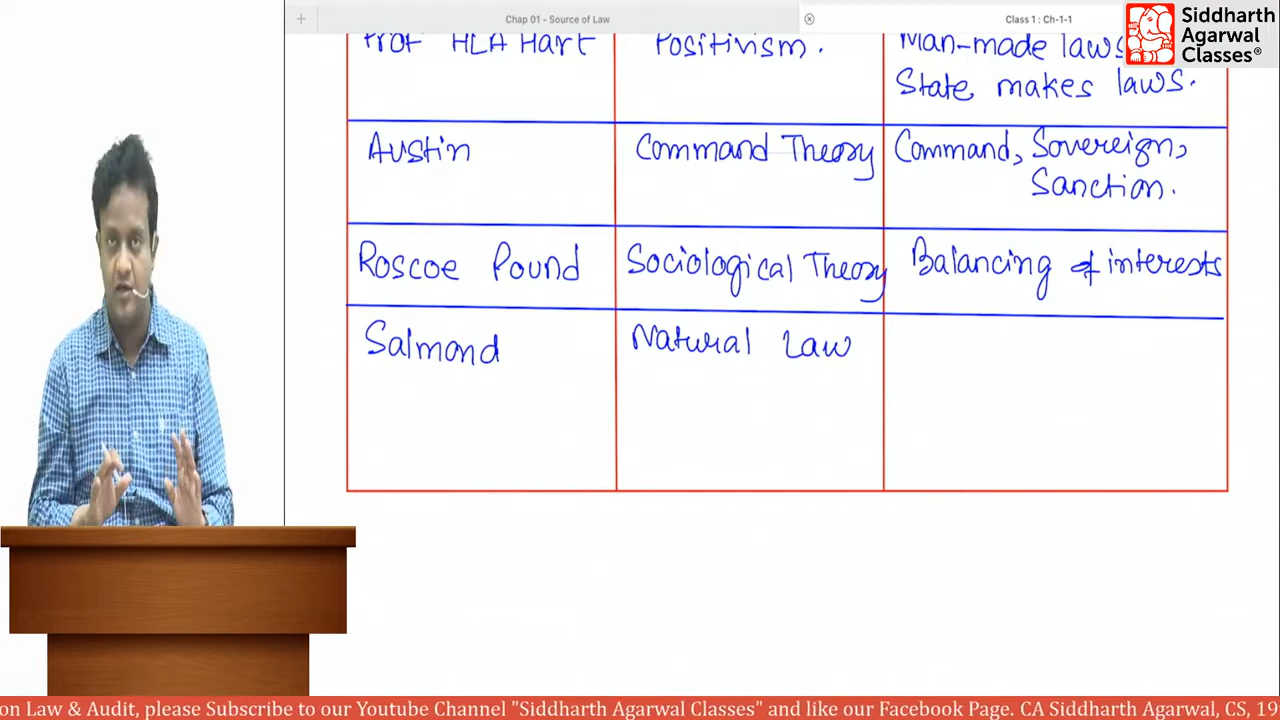 Chap 01 - Source of Law
Class 1 : Ch-1-1
Siddharth
Agarwal
Classes®
Prof HLA Hart
Positivism.
Man-made laws
State makes laws.
Austin
Command Theory
Command, Sovereign,
Sanction.
Roscoe Pound
Sociological Theory
Balancing of interests
Salmond
Natural Law
on Law & Audit, please Subscribe to our Youtube Channel "Siddharth Agarwal Classes" and like our Facebook Page. CA Siddharth Agarwal, CS, 19